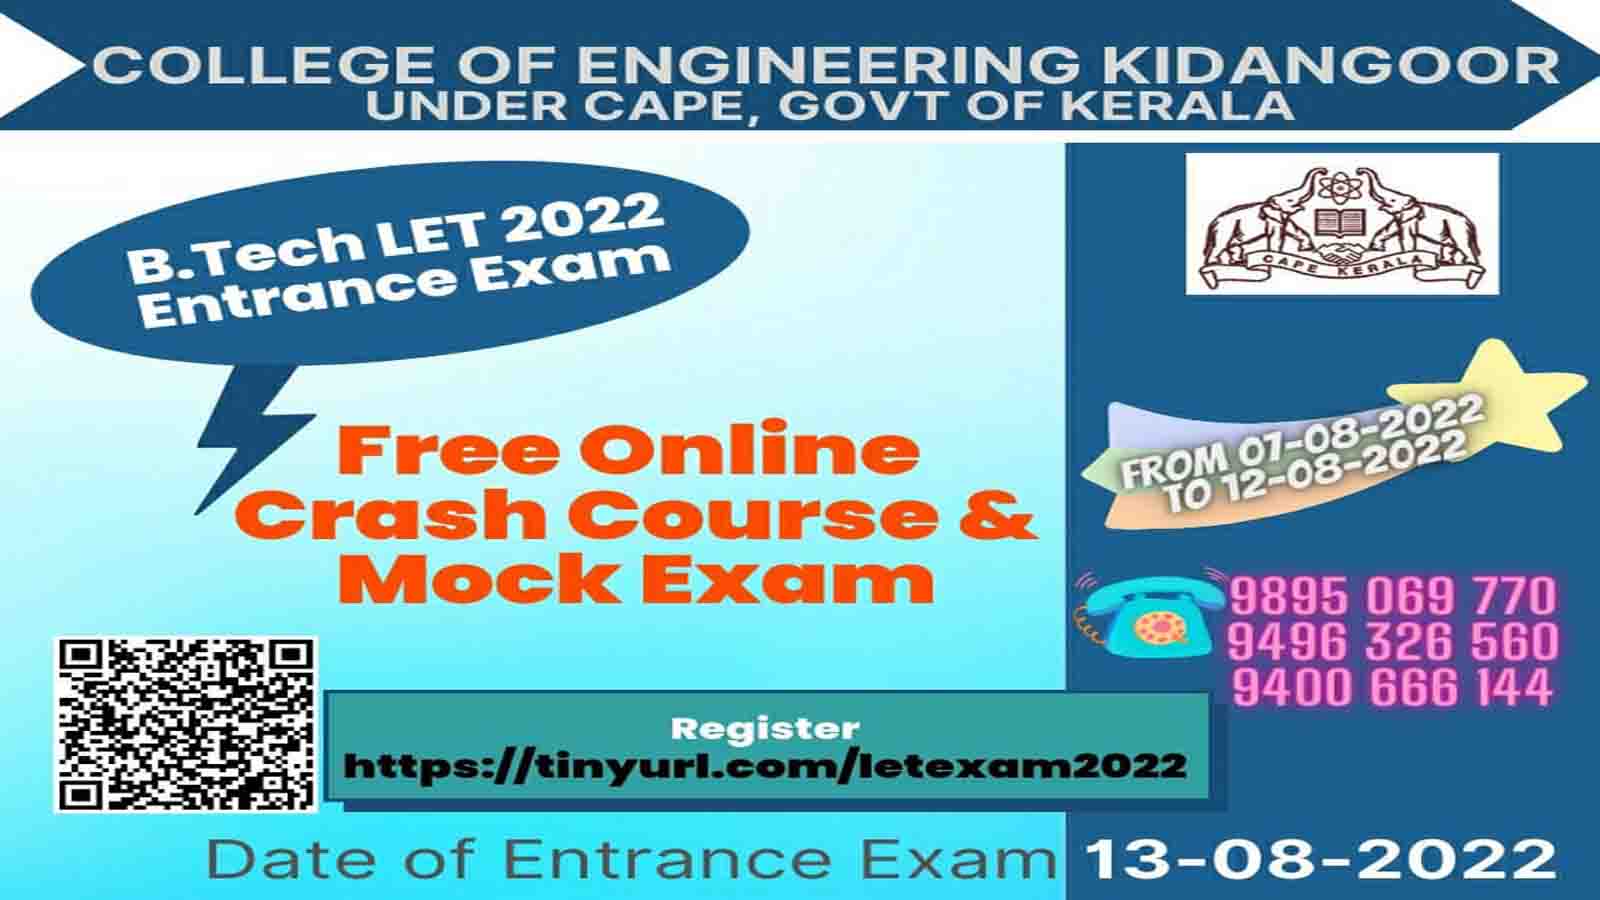 COLLEGE OF ENGINEERING KIDANGOOR
UNDER CAPE, GOVT OF KERALA
B.Tech LET 2022
Entrance Exam
CAPE KERALA
Free Online
Crash Course &
Mock Exam
FROM 07-08-2022
TO 12-08-2022
9895 069 770
9496 326 560
9400 666 144
Register
https://tinyurl.com/letexam2022
Date of Entrance Exam 13-08-2022